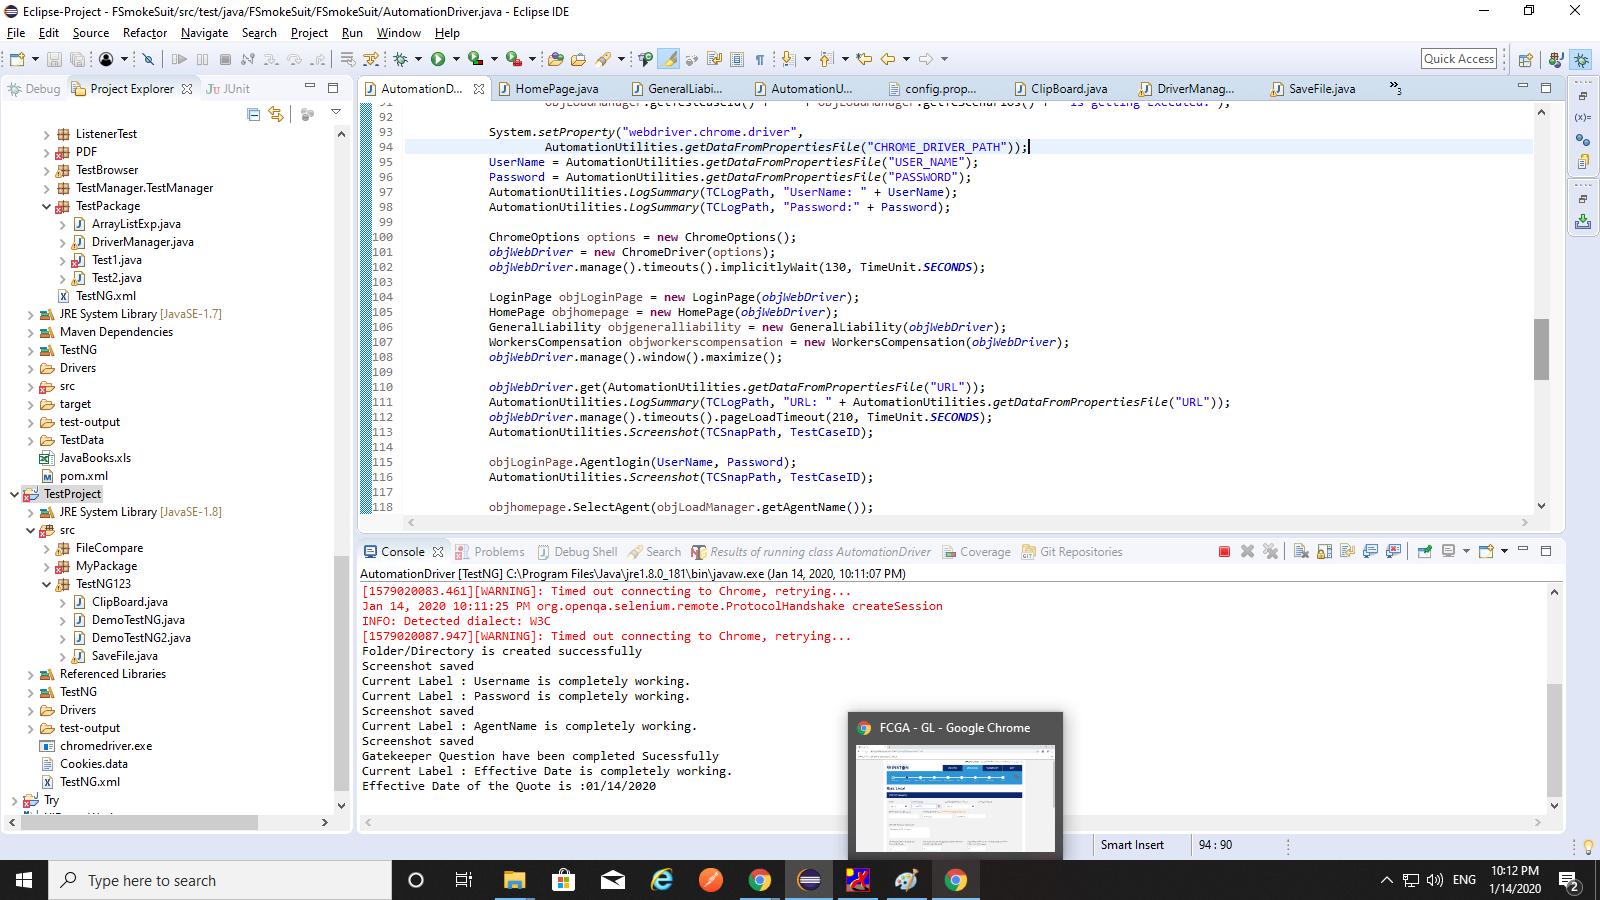 Eclipse-Project - FSmokeSuit/src/test/java/FSmokeSuit/FSmokeSuit/AutomationDriver.java - Eclipse IDE
File Edit Source Refactor Navigate Search Project Run Window Help
Quick Access
Debug Project Explorer JUnit
AutomationD... HomePage.java GeneralLiabi... AutomationU... config.prop... ClipBoard.java DriverManag... SaveFile.java »3
ListenerTest
PDF
TestBrowser
TestManager.TestManager
TestPackage
ArrayListExp.java
DriverManager.java
Test1.java
Test2.java
TestNG.xml
JRE System Library [JavaSE-1.7]
Maven Dependencies
TestNG
Drivers
src
target
test-output
TestData
JavaBooks.xls
pom.xml
TestProject
JRE System Library [JavaSE-1.8]
src
FileCompare
MyPackage
TestNG123
ClipBoard.java
DemoTestNG.java
DemoTestNG2.java
SaveFile.java
Referenced Libraries
TestNG
Drivers
test-output
chromedriver.exe
Cookies.data
TestNG.xml
Try
92
93 System.setProperty("webdriver.chrome.driver",
94 AutomationUtilities.getDataFromPropertiesFile("CHROME_DRIVER_PATH"));
95 UserName = AutomationUtilities.getDataFromPropertiesFile("USER_NAME");
96 Password = AutomationUtilities.getDataFromPropertiesFile("PASSWORD");
97 AutomationUtilities.LogSummary(TCLogPath, "UserName: " + UserName);
98 AutomationUtilities.LogSummary(TCLogPath, "Password:" + Password);
99
100 ChromeOptions options = new ChromeOptions();
101 objWebDriver = new ChromeDriver(options);
102 objWebDriver.manage().timeouts().implicitlyWait(130, TimeUnit.SECONDS);
103
104 LoginPage objLoginPage = new LoginPage(objWebDriver);
105 HomePage objhomepage = new HomePage(objWebDriver);
106 GeneralLiability objgeneralliability = new GeneralLiability(objWebDriver);
107 WorkersCompensation objworkerscompensation = new WorkersCompensation(objWebDriver);
108 objWebDriver.manage().window().maximize();
109
110 objWebDriver.get(AutomationUtilities.getDataFromPropertiesFile("URL"));
111 AutomationUtilities.LogSummary(TCLogPath, "URL: " + AutomationUtilities.getDataFromPropertiesFile("URL"));
112 objWebDriver.manage().timeouts().pageLoadTimeout(210, TimeUnit.SECONDS);
113 AutomationUtilities.Screenshot(TCSnapPath, TestCaseID);
114
115 objLoginPage.Agentlogin(UserName, Password);
116 AutomationUtilities.Screenshot(TCSnapPath, TestCaseID);
117
118 objhomepage.SelectAgent(objLoadManager.getAgentName());
Console Problems Debug Shell Search Results of running class AutomationDriver Coverage Git Repositories
AutomationDriver [TestNG] C:\Program Files\Java\jre1.8.0_181\bin\javaw.exe (Jan 14, 2020, 10:11:07 PM)
[1579020083.461][WARNING]: Timed out connecting to Chrome, retrying...
Jan 14, 2020 10:11:25 PM org.openqa.selenium.remote.ProtocolHandshake createSession
INFO: Detected dialect: W3C
[1579020087.947][WARNING]: Timed out connecting to Chrome, retrying...
Folder/Directory is created successfully
Screenshot saved
Current Label : Username is completely working.
Current Label : Password is completely working.
Screenshot saved
Current Label : AgentName is completely working.
Screenshot saved
Gatekeeper Question have been completed Sucessfully
Current Label : Effective Date is completely working.
Effective Date of the Quote is :01/14/2020
FCGA - GL - Google Chrome
Smart Insert 94 : 90
Type here to search
ENG
10:12 PM
1/14/2020
2